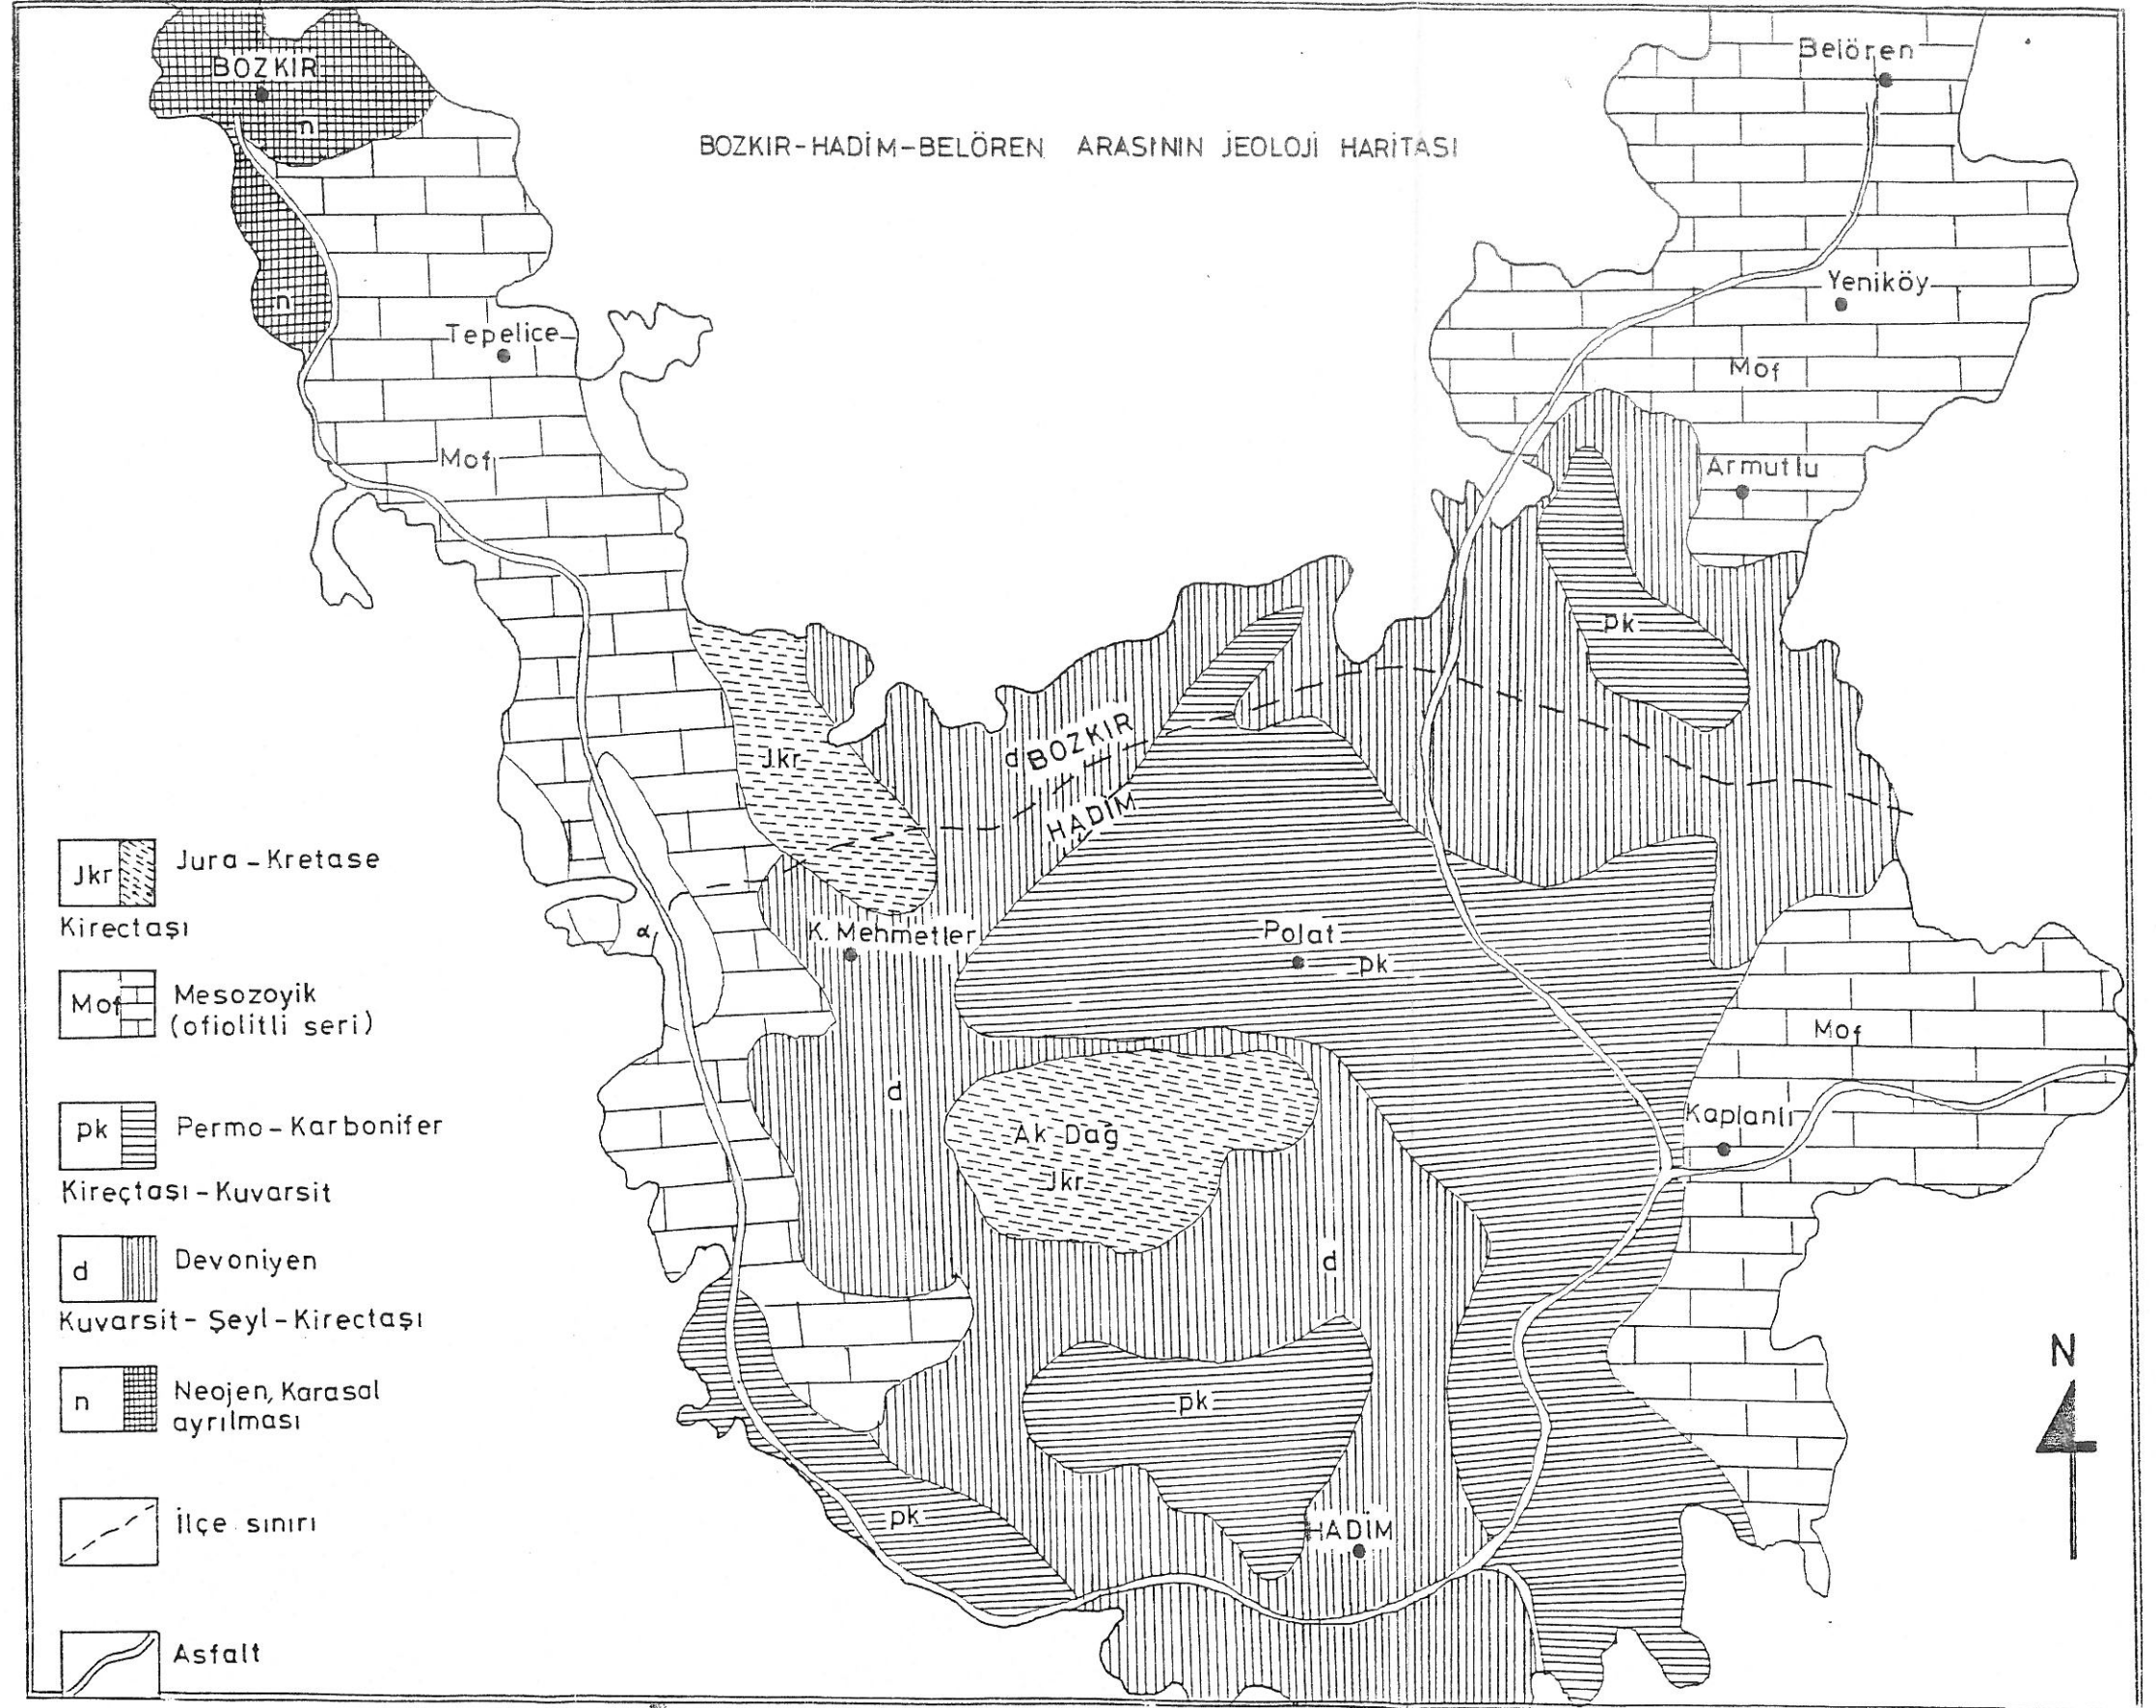 BOZKIR
n
n
Belören
BOZKIR-HADİM-BELÖREN ARASININ JEOLOJİ HARİTASI
Yeniköy
Tepelice
Mof
Mof
Armutlu
pk
Jkr
d BOZKIR
HADİM
α
K. Mehmetler
Polat
pk
Mof
d
Ak Dağ
Jkr
Kaplanlı
d
pk
pk
HADİM
N
Jkr Jura-Kretase
Kirectaşı
Mof Mesozoyik
(ofiolitli seri)
pk Permo-Karbonifer
Kireçtaşı-Kuvarsit
d Devoniyen
Kuvarsit-Şeyl-Kirectaşı
n Neojen, Karasal
ayrılması
İlçe sınırı
Asfalt